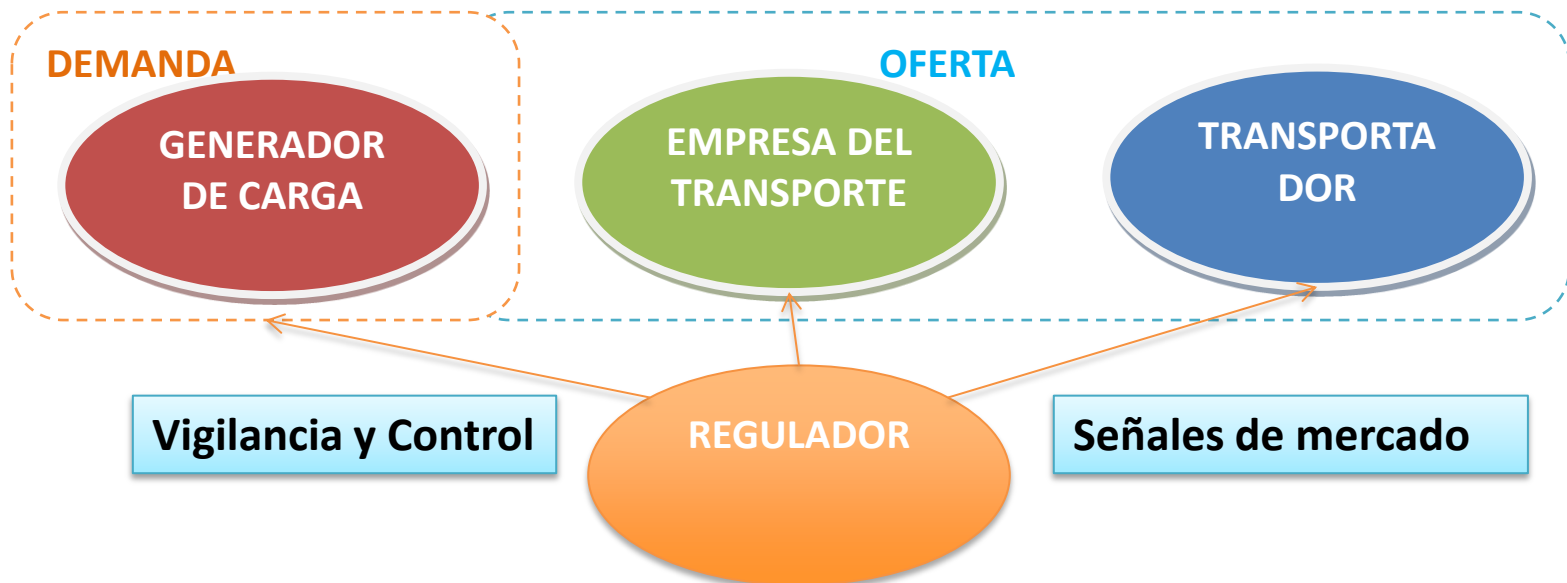 DEMANDA
OFERTA
GENERADOR
DE CARGA
EMPRESA DEL
TRANSPORTE
TRANSPORTA
DOR
Vigilancia y Control
REGULADOR
Señales de mercado